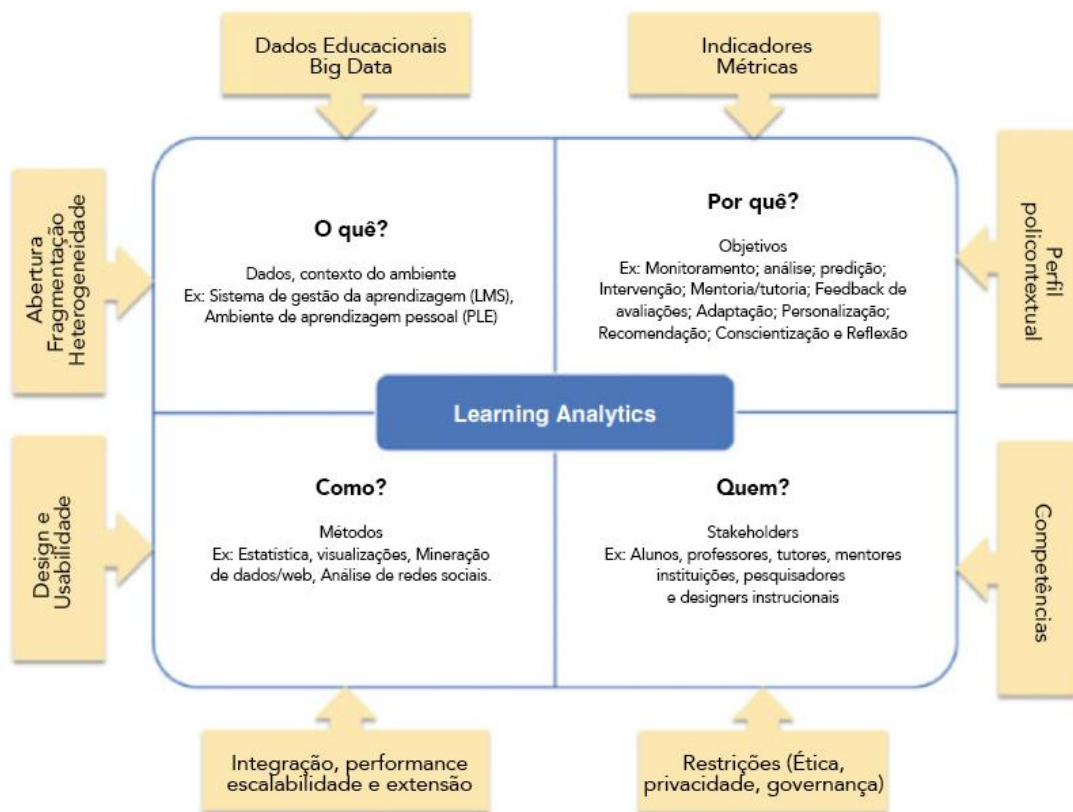 Dados Educacionais
Big Data
Indicadores
Métricas
Abertura
Fragmentação
Heterogeneidade
O quê?
Dados, contexto do ambiente
Ex: Sistema de gestão da aprendizagem (LMS),
Ambiente de aprendizagem pessoal (PLE)
Por quê?
Objetivos
Ex: Monitoramento; análise; predição;
Intervenção; Mentoria/tutoria; Feedback de
avaliações; Adaptação; Personalização;
Recomendação; Conscientização e Reflexão
Perfil
policontextual
Learning Analytics
Design e
Usabilidade
Como?
Métodos
Ex: Estatística, visualizações, Mineração
de dados/web, Análise de redes sociais.
Quem?
Stakeholders
Ex: Alunos, professores, tutores, mentores
instituições, pesquisadores
e designers instrucionais
Competências
Integração, performance
escalabilidade e extensão
Restrições (Ética,
privacidade, governança)